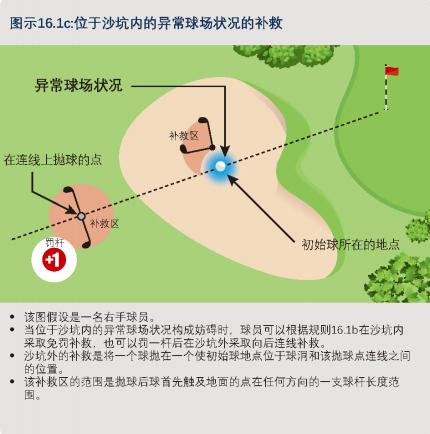 图示16.1c:位于沙坑内的异常球场状况的补救
异常球场状况
补救区
在连线上抛球的点
补救区
罚杆
+1
初始球所在的地点
• 该图假设是一名右手球员。
• 当位于沙坑内的异常球场状况构成妨碍时，球员可以根据规则16.1b在沙坑内
采取免罚补救，也可以罚一杆后在沙坑外采取向后连线补救。
• 沙坑外的补救是将一个球抛在一个使初始球地点位于球洞和该抛球点连线之间
的位置。
• 该补救区的范围是抛球后球首先触及地面的点在任何方向的一支球杆长度范
围。